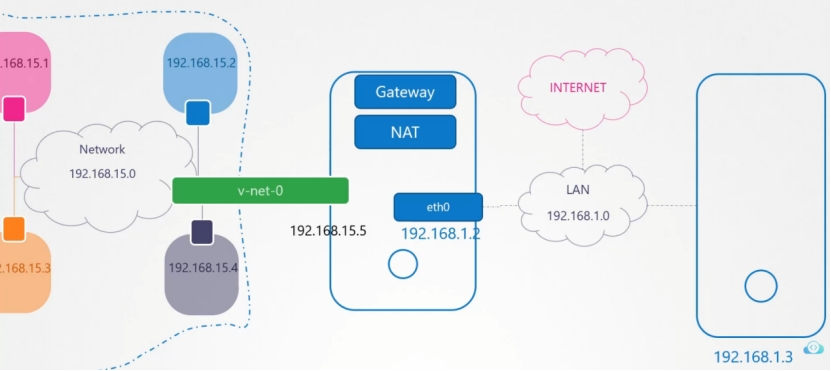 .168.15.1
192.168.15.2
Network
192.168.15.0
v-net-0
2.168.15.3
192.168.15.4
Gateway
NAT
eth0
192.168.15.5
192.168.1.2
INTERNET
LAN
192.168.1.0
192.168.1.3